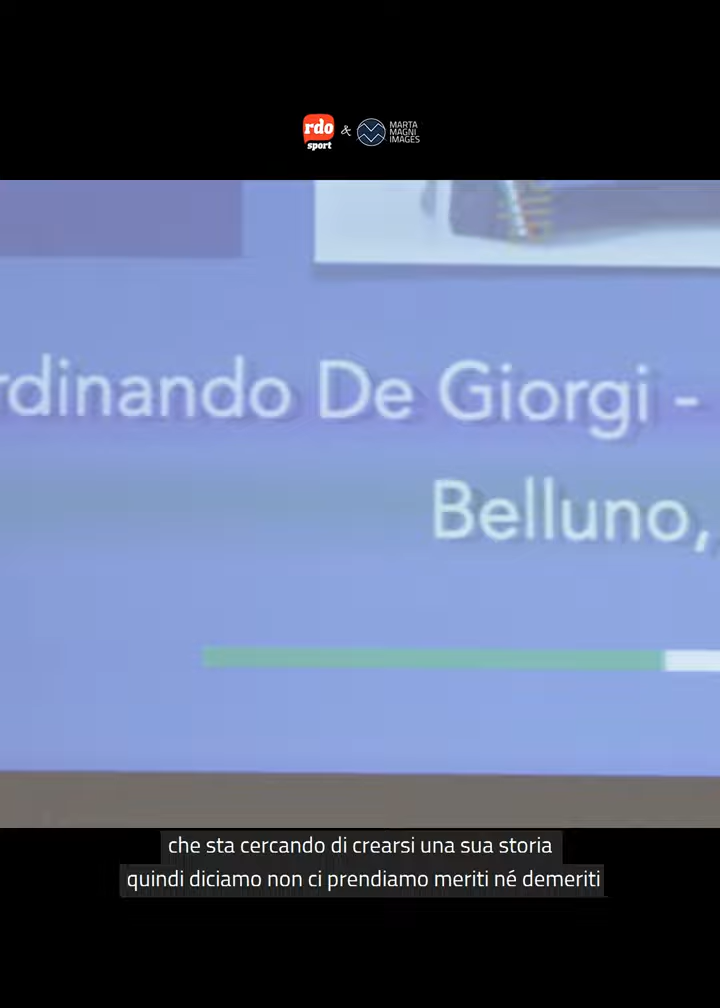 rdo
sport
&
MARTA
MAGNI
IMAGES
rdinando De Giorgi -
Belluno,
che sta cercando di crearsi una sua storia
quindi diciamo non ci prendiamo meriti né demeriti